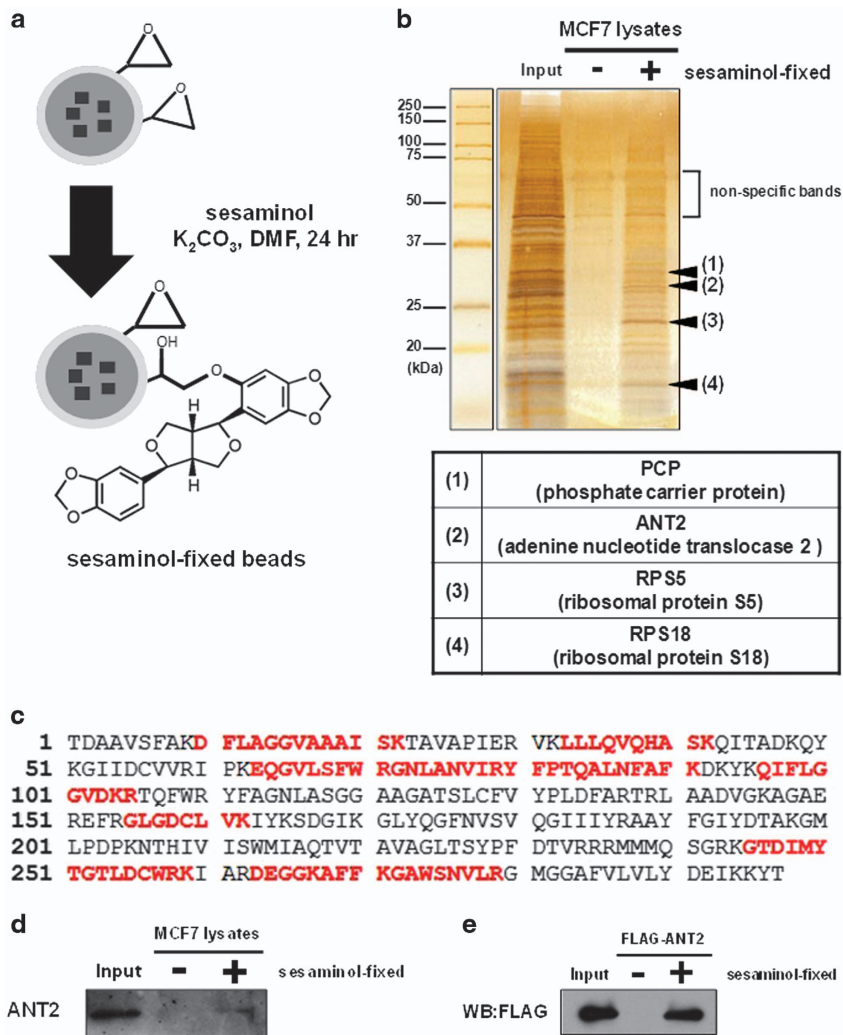 a
O
O
sesaminol
K₂CO₃, DMF, 24 hr
O
OH
O
O
O
H
O
O
H
O
O
sesaminol-fixed beads
b
MCF7 lysates
Input - + sesaminol-fixed
250
150
100
75
50
37
25
20
(kDa)
non-specific bands
(1)
(2)
(3)
(4)
(1) PCP
(phosphate carrier protein)
(2) ANT2
(adenine nucleotide translocase 2 )
(3) RPS5
(ribosomal protein S5)
(4) RPS18
(ribosomal protein S18)
c
1 TDAAVSFAKD FLAGGVAAAI SKTAVAPIER VKLLLQVQHA SKQITADKQY
51 KGIIDCVVRI PKEQGVLSFW RGNLANVIRY FPTQALNFAF KDKYKQIFLG
101 GVDKRTQFWR YFAGNLASGG AAGATSLCFV YPLDFARTRL AADVGKAGAE
151 REFRGLGDCL VKIYKSDGIK GLYQGFNVSV QGIIIYRAAY FGIYDTAKGM
201 LPDPKNTHIV ISWMIAQTVT AVAGLTSYPF DTVRRRMMMQ SGRKGTDIMY
251 TGTLDCWRKI ARDEGGKAFF KGAWSNVLRG MGGAFVLVLY DEIKKYT
d
MCF7 lysates
Input - + sesaminol-fixed
ANT2
e
FLAG-ANT2
Input - + sesaminol-fixed
WB:FLAG